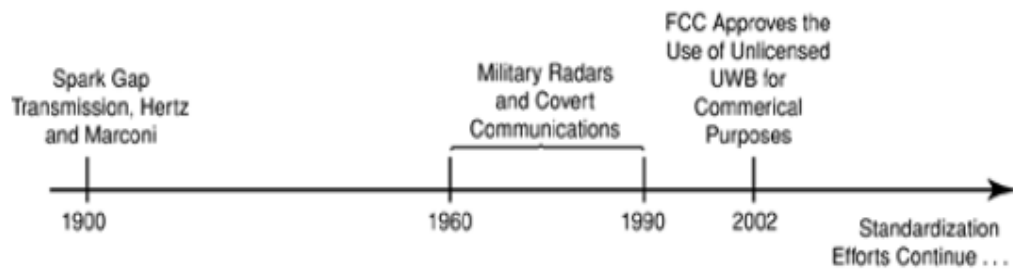 Spark Gap
Transmission, Hertz
and Marconi
Military Radars
and Covert
Communications
FCC Approves the
Use of Unlicensed
UWB for
Commerical
Purposes
1900
1960
1990
2002
Standardization
Efforts Continue . . .